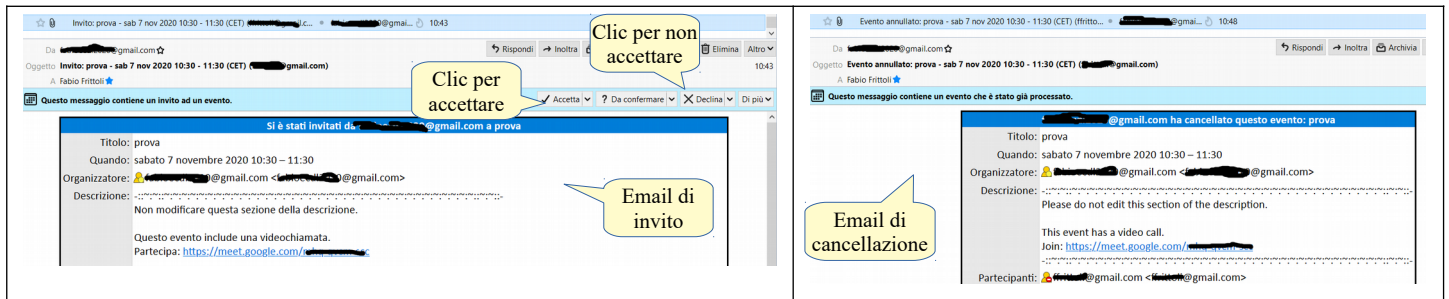 Invito: prova - sab 7 nov 2020 10:30 - 11:30 (CET) @gmai... 10:43
Clic per non
accettare
Da @gmail.com
Rispondi Inoltra Elimina Altro
Oggetto Invito: prova - sab 7 nov 2020 10:30 - 11:30 (CET) ( @gmail.com)
10:43
A Fabio Frittoli
Clic per
accettare
Questo messaggio contiene un invito ad un evento.
Accetta ? Da confermare Declina Di più
Si è stati invitati da @gmail.com a prova
Titolo: prova
Quando: sabato 7 novembre 2020 10:30 – 11:30
Organizzatore: @gmail.com < @gmail.com>
Descrizione:
Non modificare questa sezione della descrizione.
Email di
invito
Questo evento include una videochiamata.
Partecipa: https://meet.google.com/
Evento annullato: prova - sab 7 nov 2020 10:30 - 11:30 (CET) (ffritto... @gmai... 10:48
Da @gmail.com
Rispondi Inoltra Archivia
Oggetto Evento annullato: prova - sab 7 nov 2020 10:30 - 11:30 (CET) ( @gmail.com)
A Fabio Frittoli
Questo messaggio contiene un evento che è stato già processato.
@gmail.com ha cancellato questo evento: prova
Titolo: prova
Quando: sabato 7 novembre 2020 10:30 – 11:30
Organizzatore: @gmail.com < @gmail.com>
Descrizione:
Please do not edit this section of the description.
Email di
cancellazione
This event has a video call.
Join: https://meet.google.com/
Partecipanti: @gmail.com < @gmail.com>